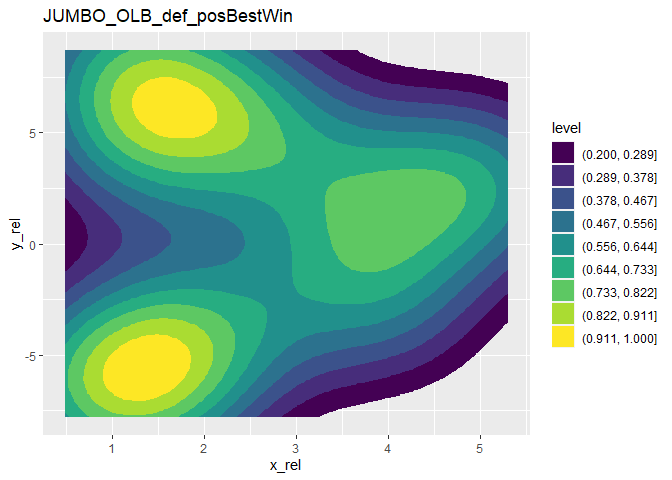 JUMBO_OLB_def_posBestWin
level
(0.200, 0.289]
(0.289, 0.378]
(0.378, 0.467]
(0.467, 0.556]
(0.556, 0.644]
(0.644, 0.733]
(0.733, 0.822]
(0.822, 0.911]
(0.911, 1.000]
y_rel
5
0
-5
1 2 3 4 5
x_rel